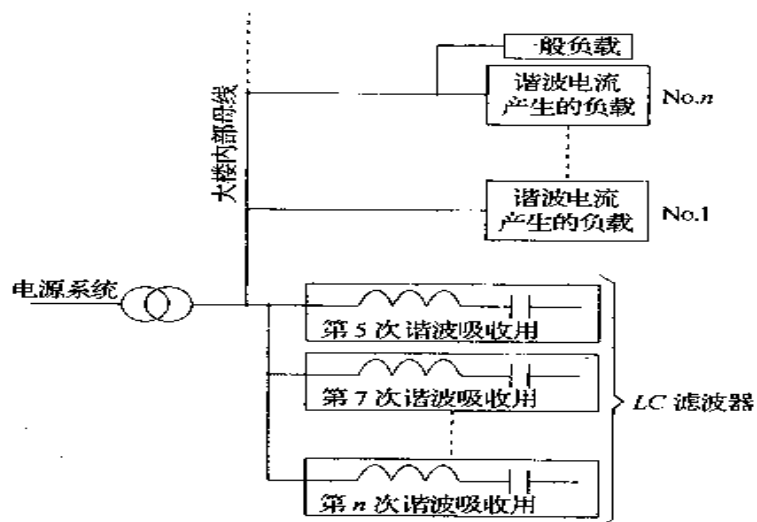 一般负载
谐波电流
产生的负载
No.n
大楼内部母线
谐波电流
产生的负载
No.1
电源系统
第5次谐波吸收用
第7次谐波吸收用
LC 滤波器
第n次谐波吸收用